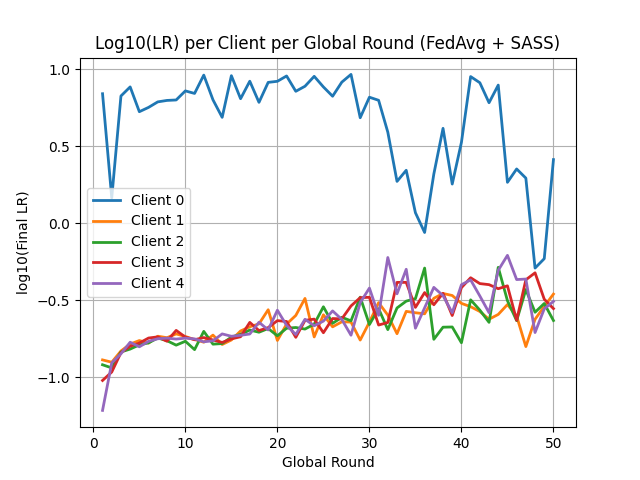 Log10(LR) per Client per Global Round (FedAvg + SASS)
log10(Final LR)
1.0
0.5
0.0
−0.5
−1.0
Client 0
Client 1
Client 2
Client 3
Client 4
0 10 20 30 40 50
Global Round